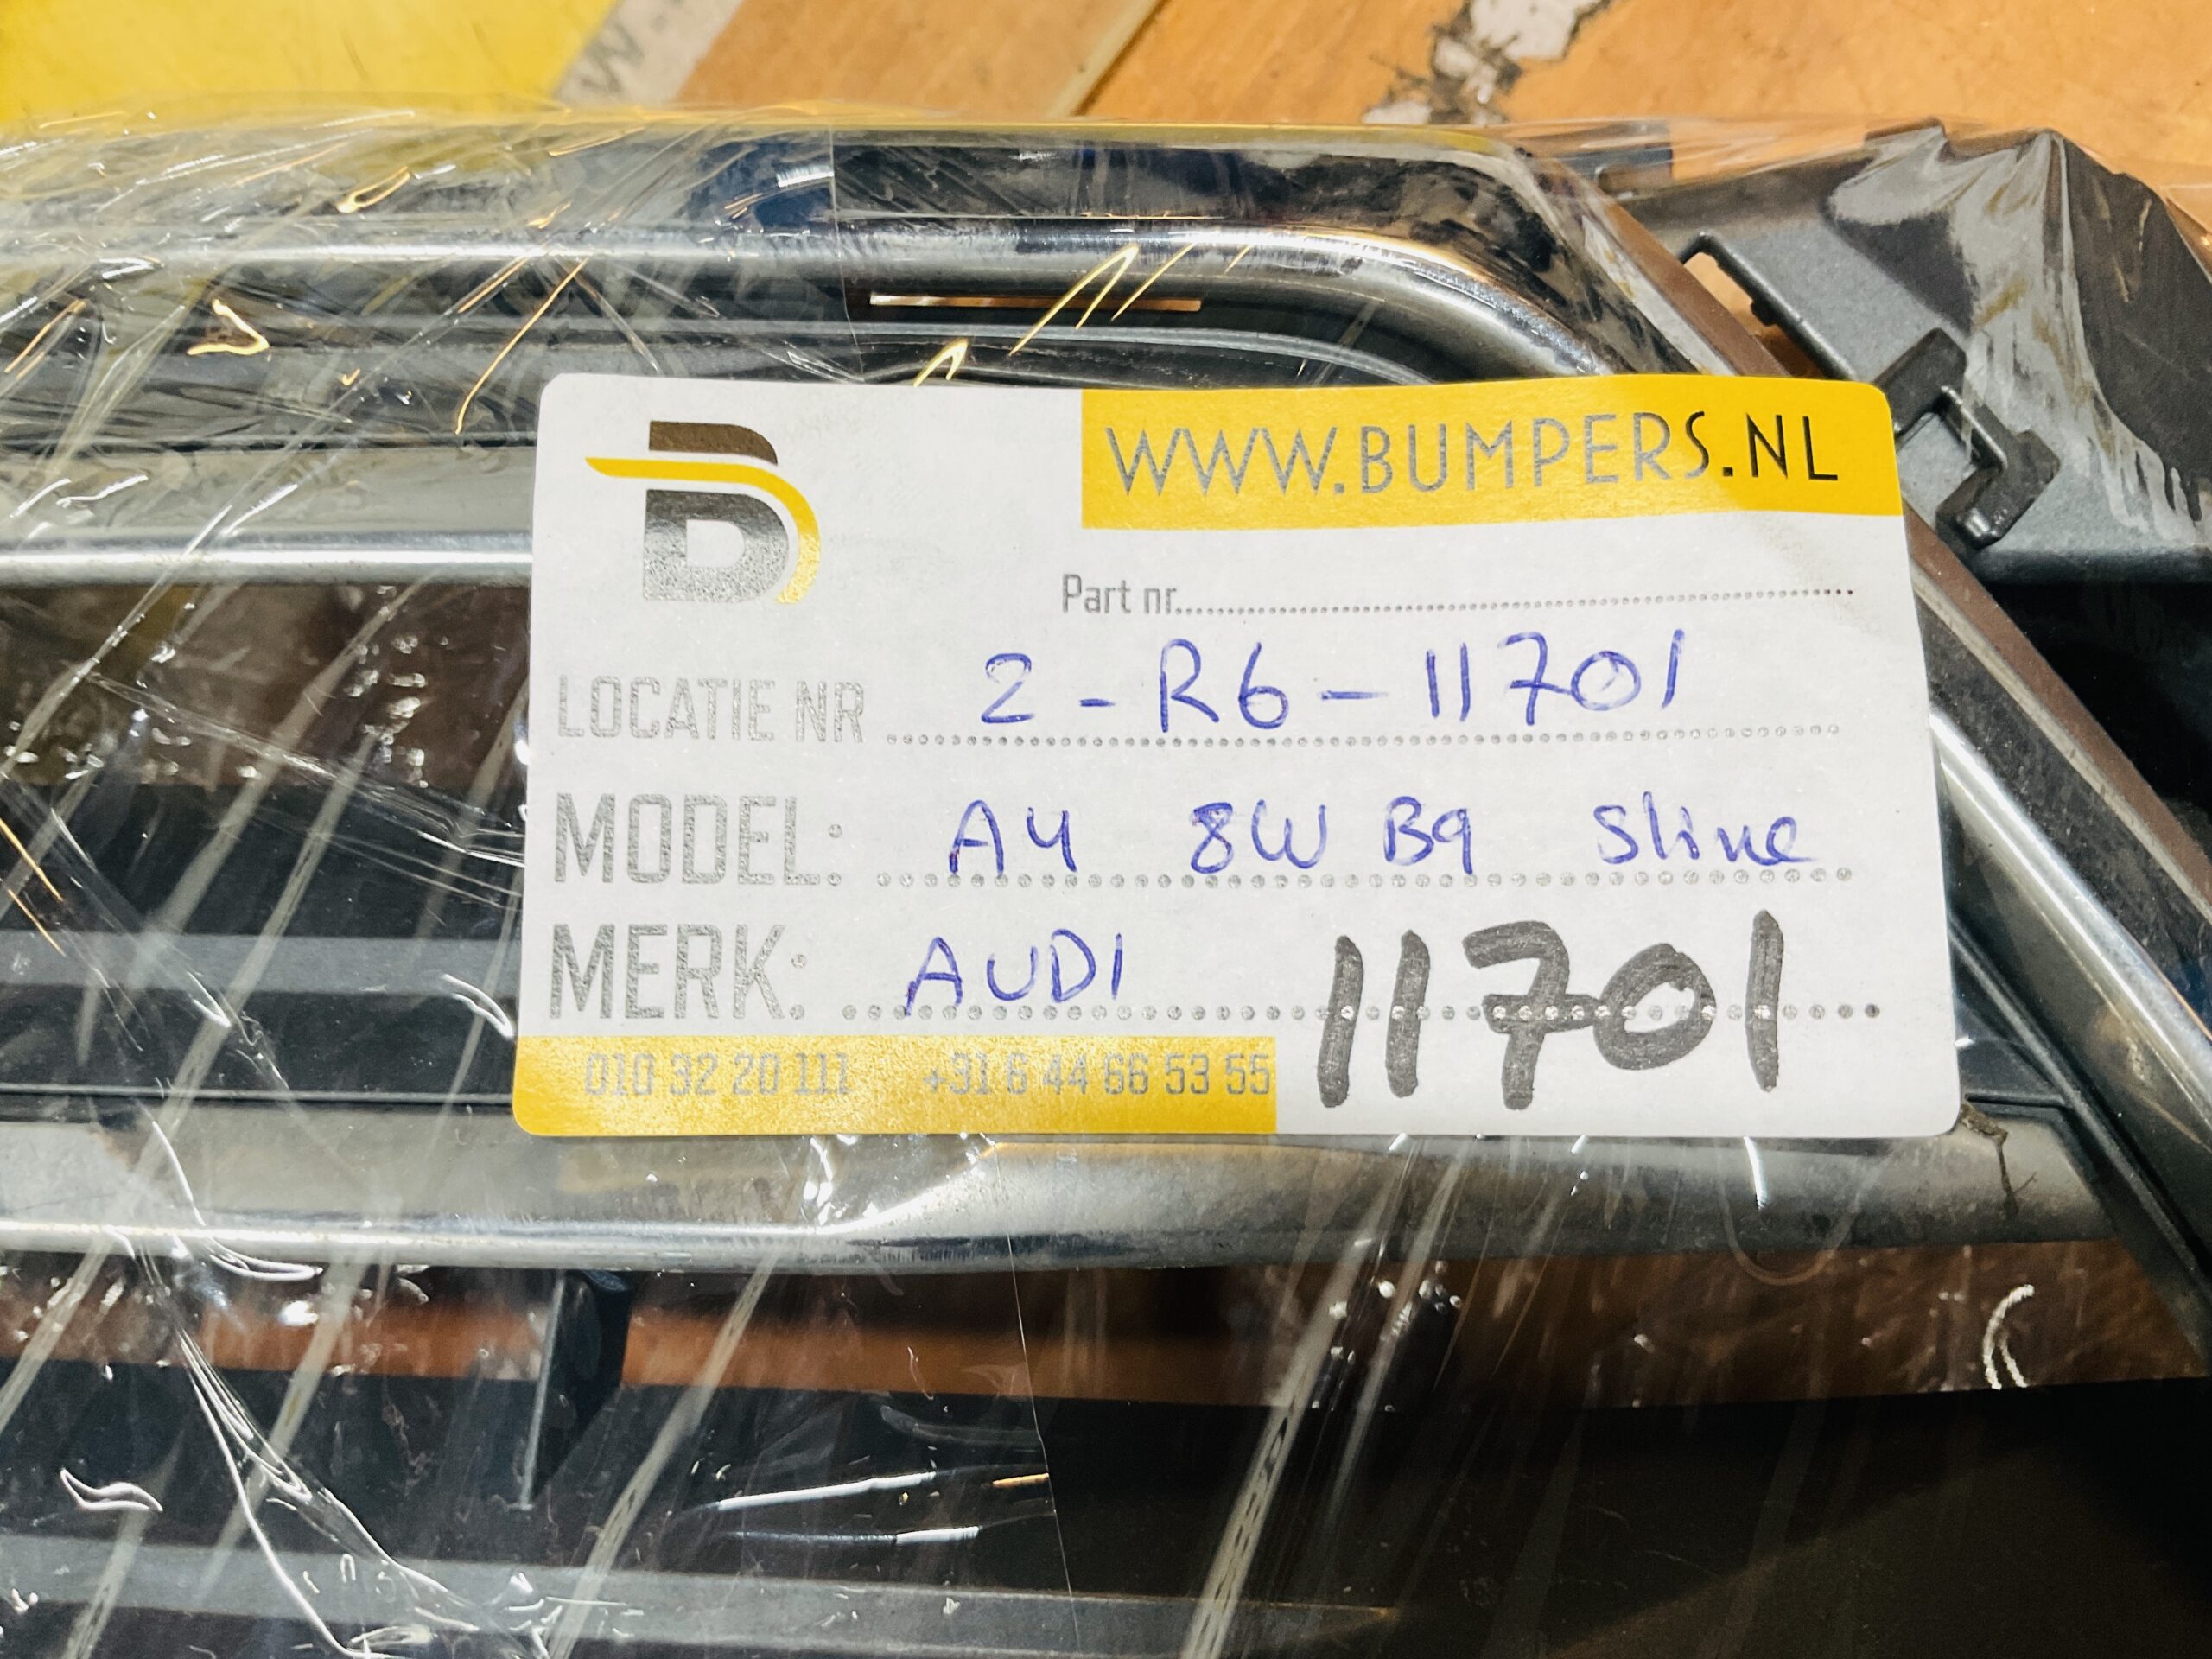 WWW.BUMPERS.NL
Part nr.
LOCATIE NR 2-R6-11701
MODEL: A4 8W B9 Sline
MERK: AUDI 11701
010 32 20 111 +31 6 44 66 53 55